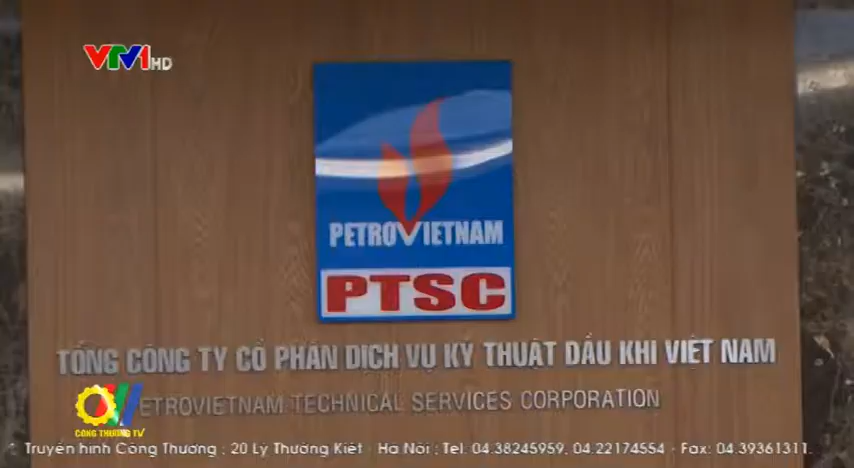 VTV1HD
PETROVIETNAM
PTSC
TỔNG CÔNG TY CỔ PHẦN DỊCH VỤ KỸ THUẬT DẦU KHÍ VIỆT NAM
PETROVIETNAM TECHNICAL SERVICES CORPORATION
CÔNG THƯƠNG TV
Truyền hình Công Thương : 20 Lý Thường Kiệt - Hà Nội ; Tel: 04.38245959, 04.22174554 - Fax: 04.39361311.